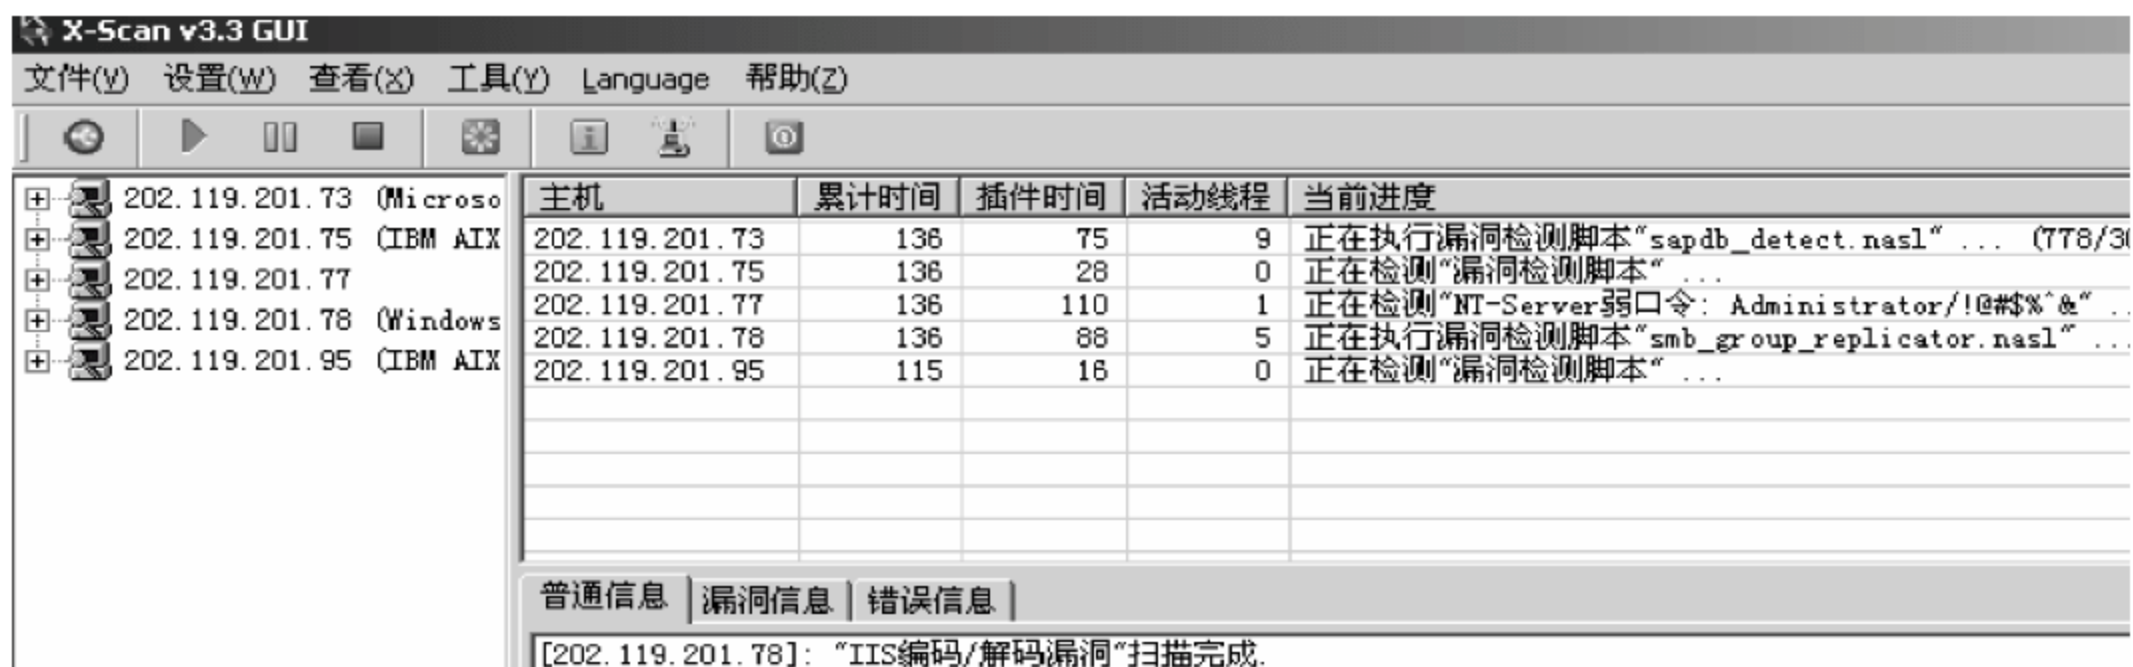 X-Scan v3.3 GUI
文件(V) 设置(W) 查看(X) 工具(Y) Language 帮助(Z)
202.119.201.73 (Microso
202.119.201.75 (IBM AIX
202.119.201.77
202.119.201.78 (Windows
202.119.201.95 (IBM AIX
主机 累计时间 插件时间 活动线程 当前进度
202.119.201.73 136 75 9 正在执行漏洞检测脚本"sapdb_detect.nasl" ... (778/30
202.119.201.75 136 28 0 正在检测"漏洞检测脚本" ...
202.119.201.77 136 110 1 正在检测"NT-Server弱口令: Administrator/!@#$%^&" ..
202.119.201.78 136 88 5 正在执行漏洞检测脚本"smb_group_replicator.nasl" ...
202.119.201.95 115 16 0 正在检测"漏洞检测脚本" ...
普通信息 漏洞信息 错误信息
[202.119.201.78]: "IIS编码/解码漏洞"扫描完成.